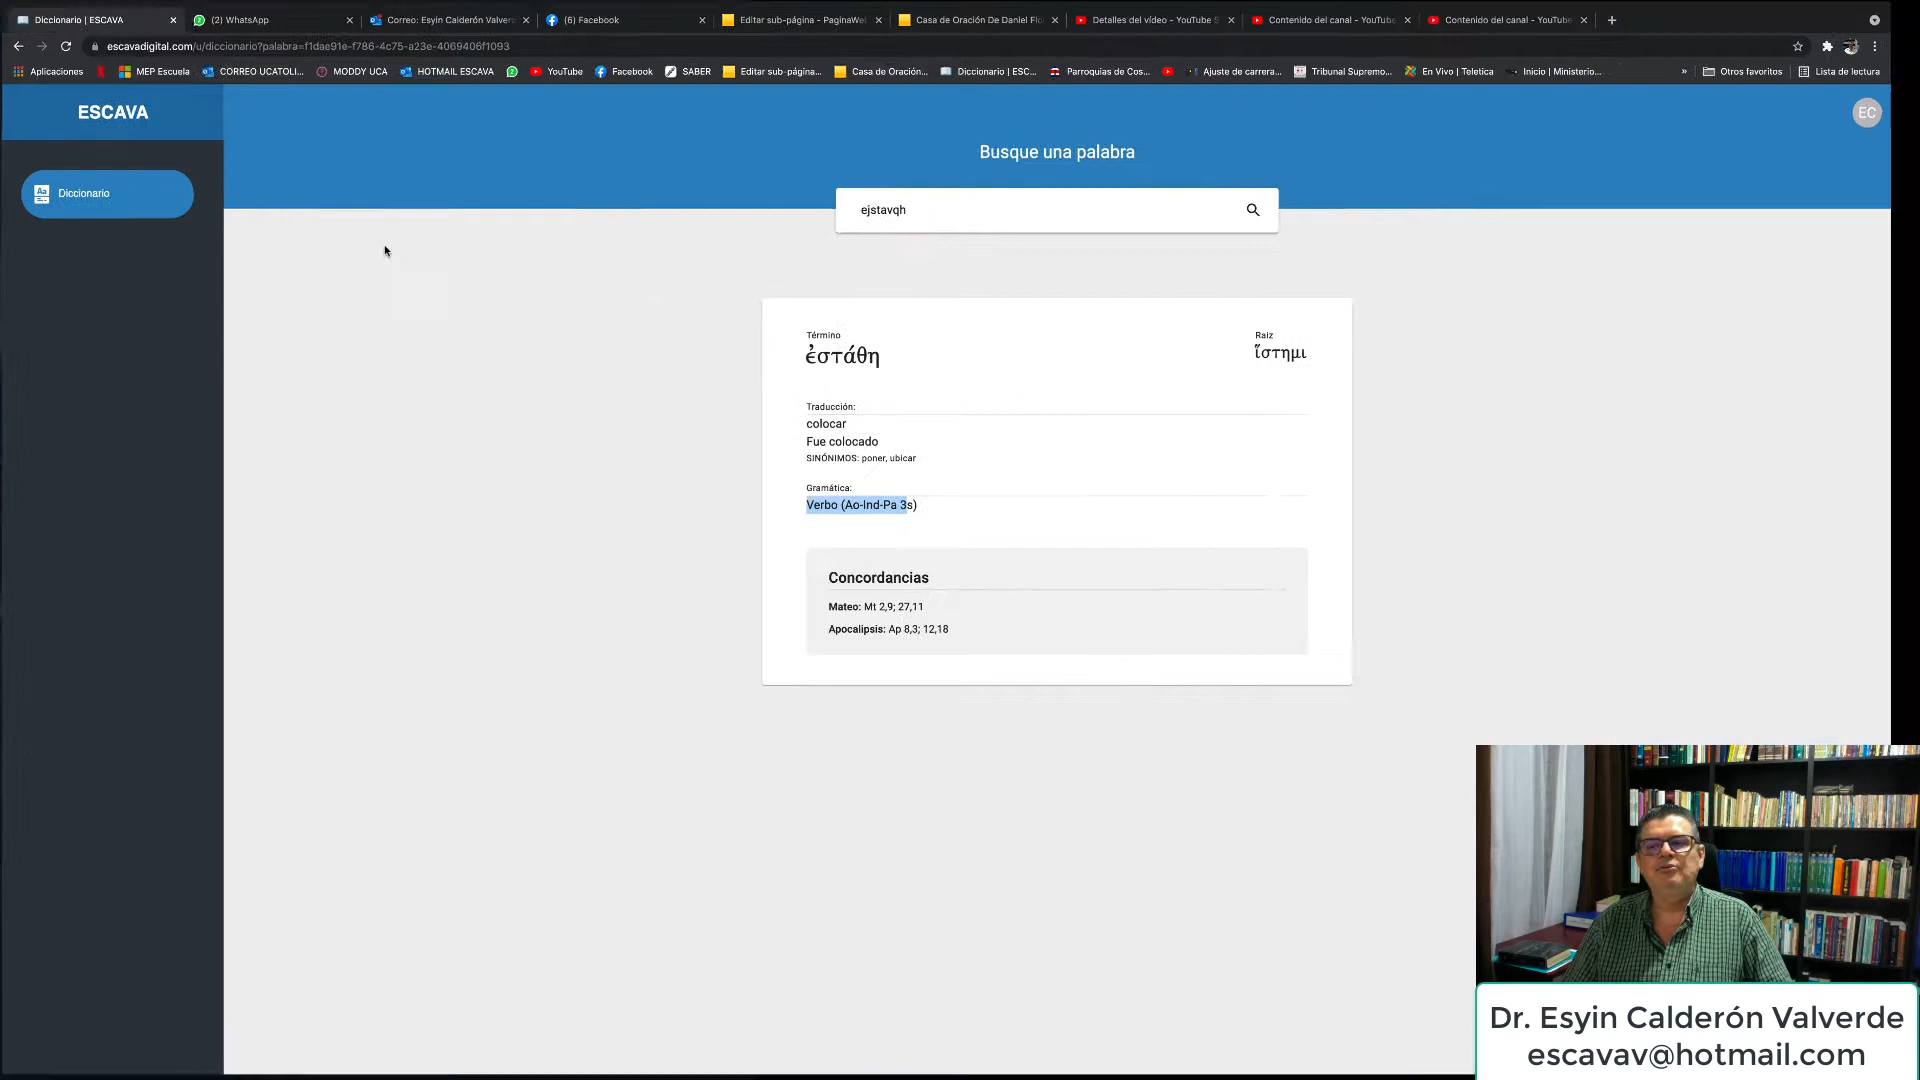 Diccionario | ESCAVA
(2) WhatsApp
Correo: Esyin Calderón Valver
(6) Facebook
Editar sub-página - PaginaWe
Casa de Oración De Daniel Flo
Detalles del vídeo - YouTube S
Contenido del canal - YouTube
Contenido del canal - YouTube
escavadigital.com/u/diccionario?palabra=f1dae91e-f786-4c75-a23e-4069406f1093
Aplicaciones
MEP Escuela
CORREO UCATOLI...
MODDY UCA
HOTMAIL ESCAVA
YouTube
Facebook
SABER
Editar sub-página...
Casa de Oración...
Diccionario | ESC...
Parroquias de Cos...
Ajuste de carrera...
Tribunal Supremo...
En Vivo | Teletica
Inicio | Ministerio...
»
Otros favoritos
Lista de lectura
ESCAVA
EC
Busque una palabra
Diccionario
ejstavqh
Término
Raiz
ἐστάθη
ἵστημι
Traducción:
colocar
Fue colocado
SINÓNIMOS: poner, ubicar
Gramática:
Verbo (Ao-Ind-Pa 3s)
Concordancias
Mateo: Mt 2,9; 27,11
Apocalipsis: Ap 8,3; 12,18
Dr. Esyin Calderón Valverde
escavav@hotmail.com